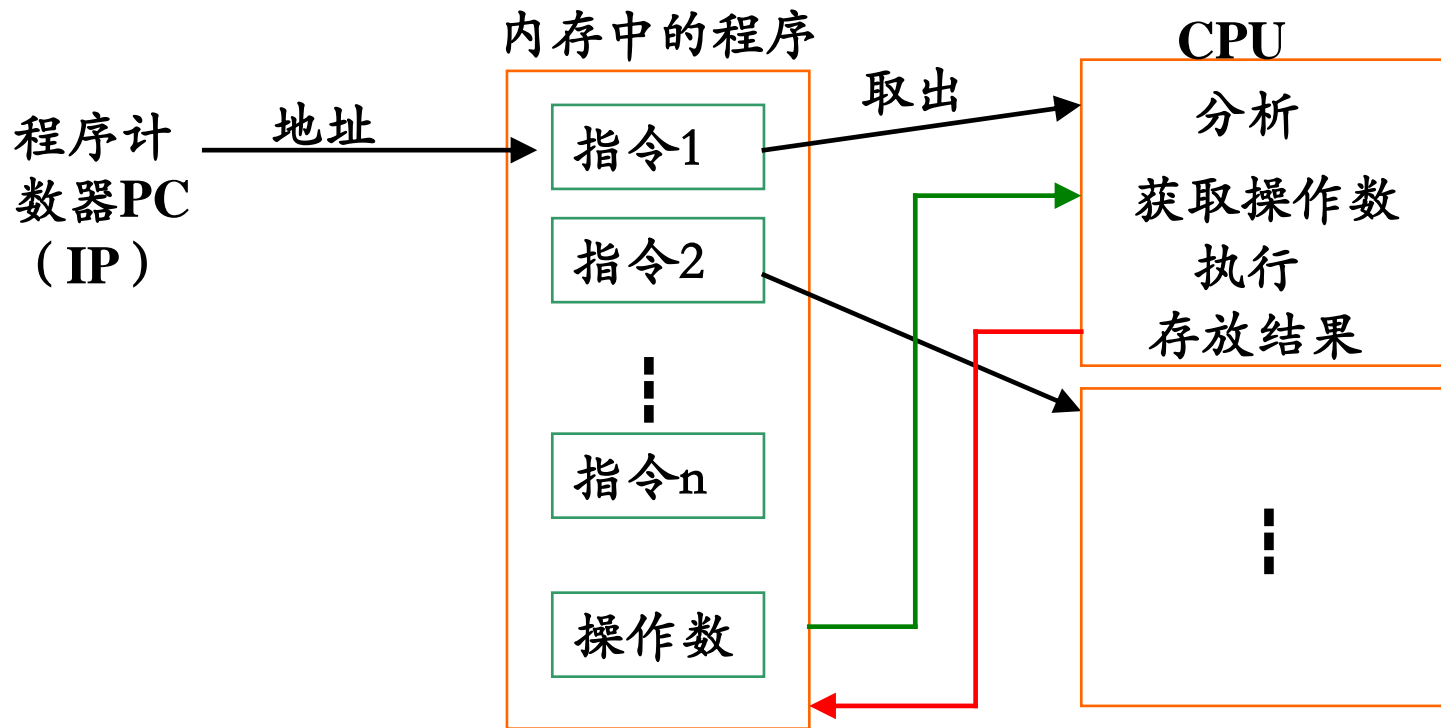 内存中的程序
CPU
程序计
数器PC
（IP）
地址
指令1
取出
分析
获取操作数
指令2
执行
存放结果
指令n
操作数